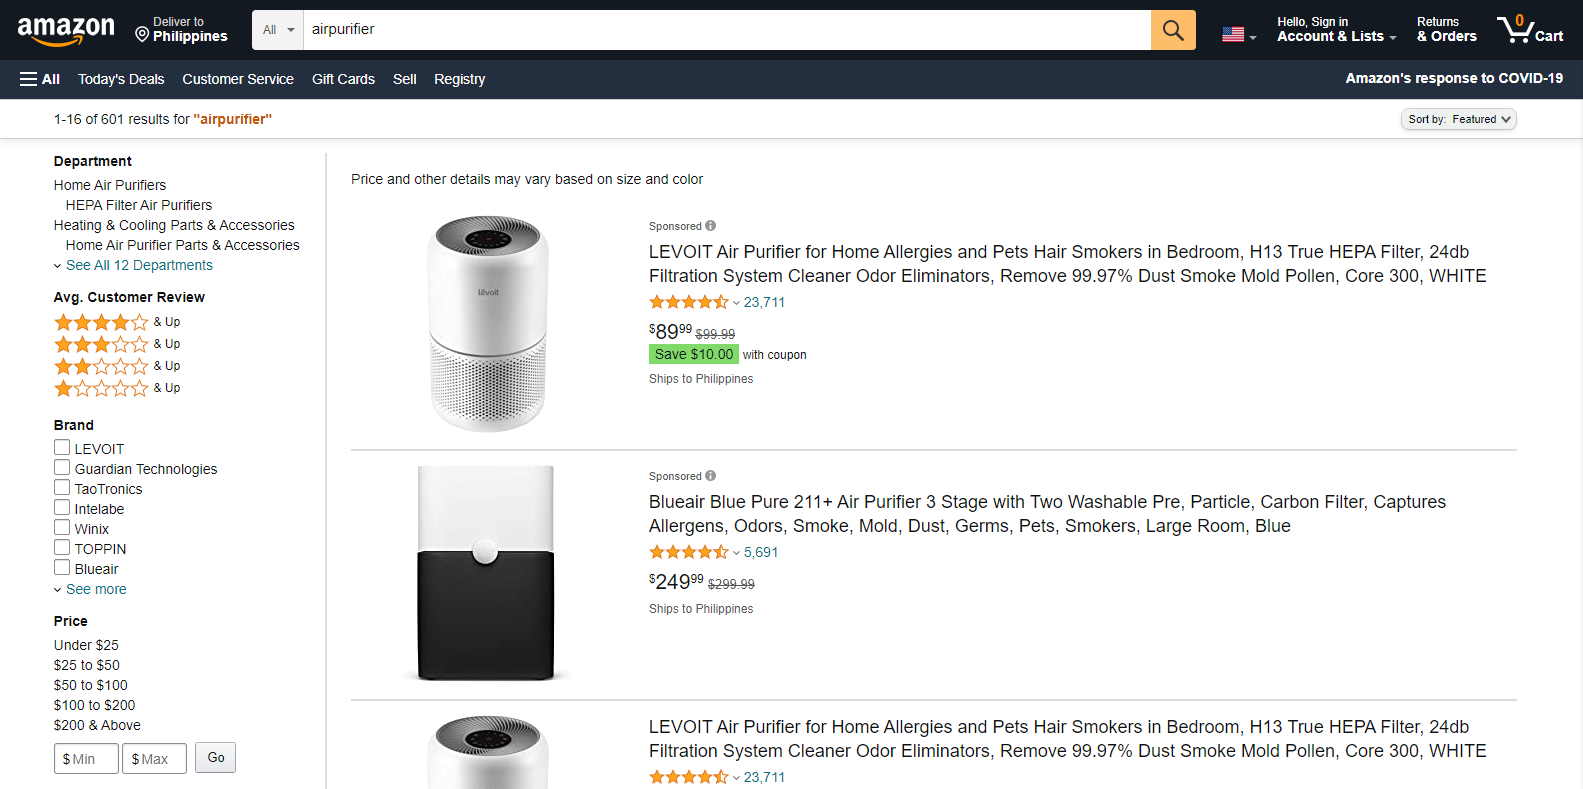 amazon
Deliver to
Philippines
All
airpurifier
Hello, Sign in
Account & Lists
Returns
& Orders
0
Cart
All
Today's Deals
Customer Service
Gift Cards
Sell
Registry
Amazon's response to COVID-19
1-16 of 601 results for "airpurifier"
Sort by: Featured
Department
Home Air Purifiers
HEPA Filter Air Purifiers
Heating & Cooling Parts & Accessories
Home Air Purifier Parts & Accessories
See All 12 Departments
Avg. Customer Review
& Up
& Up
& Up
& Up
Brand
LEVOIT
Guardian Technologies
TaoTronics
Intelabe
Winix
TOPPIN
Blueair
See more
Price
Under $25
$25 to $50
$50 to $100
$100 to $200
$200 & Above
$ Min
$ Max
Go
Price and other details may vary based on size and color
levoit
Sponsored
LEVOIT Air Purifier for Home Allergies and Pets Hair Smokers in Bedroom, H13 True HEPA Filter, 24db
Filtration System Cleaner Odor Eliminators, Remove 99.97% Dust Smoke Mold Pollen, Core 300, WHITE
23,711
$89.99 $99.99
Save $10.00 with coupon
Ships to Philippines
Sponsored
Blueair Blue Pure 211+ Air Purifier 3 Stage with Two Washable Pre, Particle, Carbon Filter, Captures
Allergens, Odors, Smoke, Mold, Dust, Germs, Pets, Smokers, Large Room, Blue
5,691
$249.99 $299.99
Ships to Philippines
LEVOIT Air Purifier for Home Allergies and Pets Hair Smokers in Bedroom, H13 True HEPA Filter, 24db
Filtration System Cleaner Odor Eliminators, Remove 99.97% Dust Smoke Mold Pollen, Core 300, WHITE
23,711